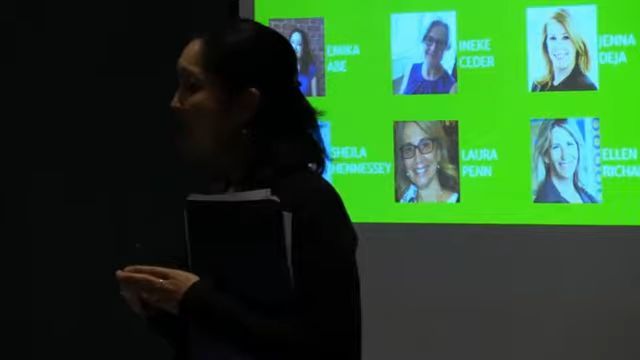 EMIKA
ABE
INEKE
CEDER
JENNA
DEJA
SHEILA
HENNESSEY
LAURA
PENN
ELLEN